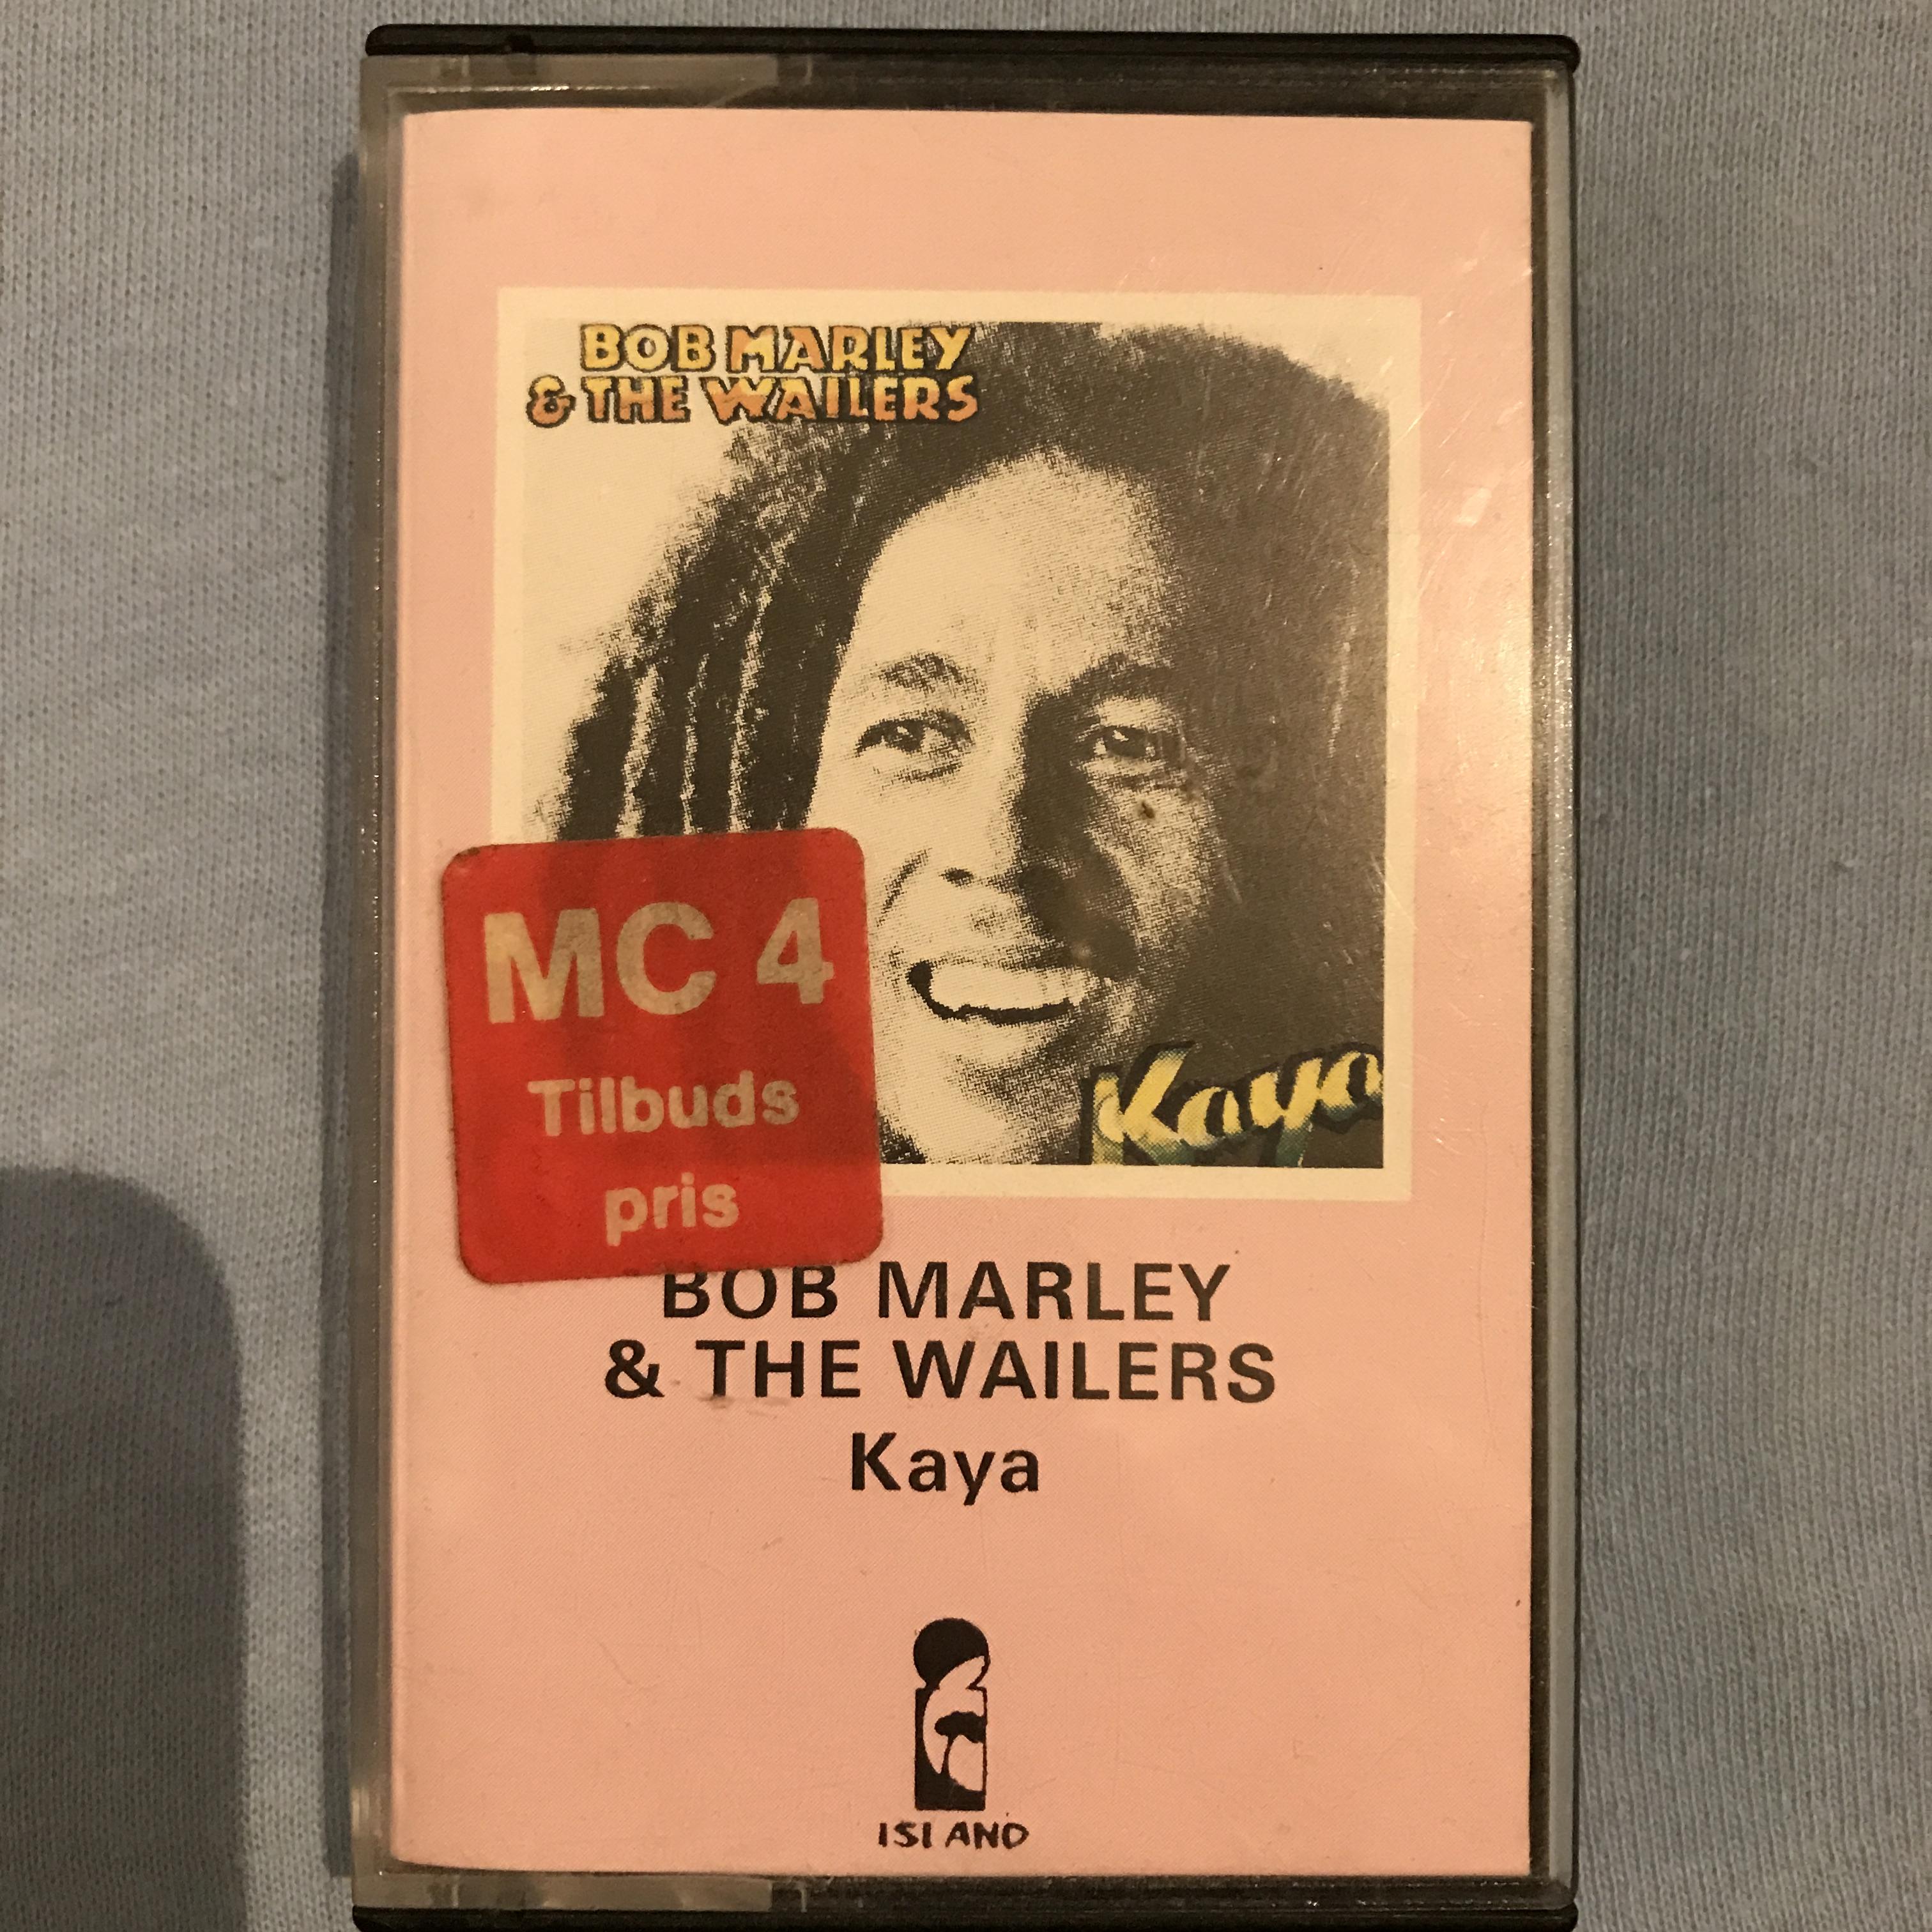 BOB MARLEY
& THE WAILERS
MC 4
Tilbuds
pris
Kaya
BOB MARLEY
& THE WAILERS
Kaya
ISLAND